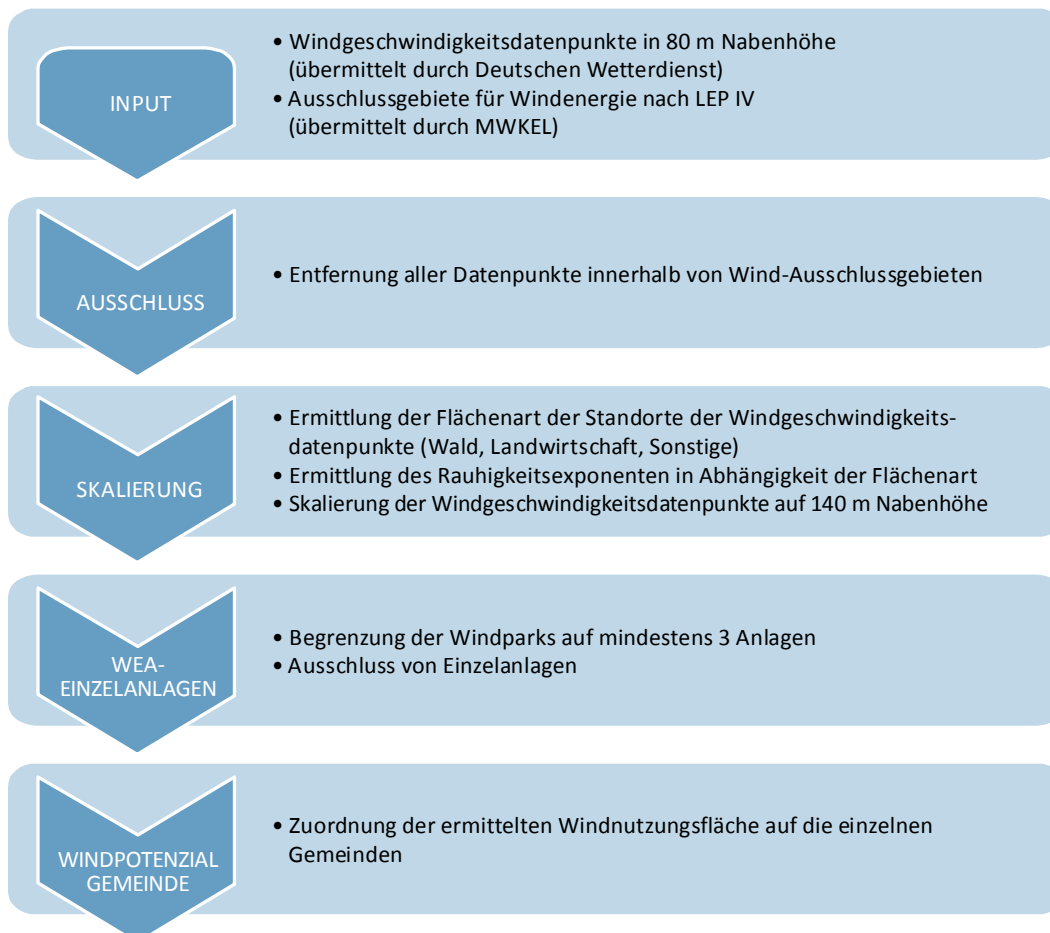 INPUT
• Windgeschwindigkeitsdatenpunkte in 80 m Nabenhöhe
(übermittelt durch Deutschen Wetterdienst)
• Ausschlussgebiete für Windenergie nach LEP IV
(übermittelt durch MWKEL)
AUSSCHLUSS
• Entfernung aller Datenpunkte innerhalb von Wind-Ausschlussgebieten
SKALIERUNG
• Ermittlung der Flächenart der Standorte der Windgeschwindigkeits-
datenpunkte (Wald, Landwirtschaft, Sonstige)
• Ermittlung des Rauhigkeitsexponenten in Abhängigkeit der Flächenart
• Skalierung der Windgeschwindigkeitsdatenpunkte auf 140 m Nabenhöhe
WEA-
EINZELANLAGEN
• Begrenzung der Windparks auf mindestens 3 Anlagen
• Ausschluss von Einzelanlagen
WINDPOTENZIAL
GEMEINDE
• Zuordnung der ermittelten Windnutzungsfläche auf die einzelnen
Gemeinden